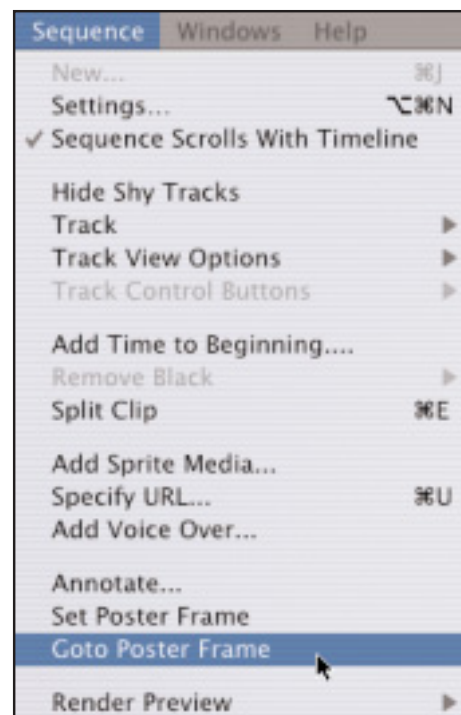 Sequence Windows Help
New... ⌘J
Settings... ⌥⌘N
✓ Sequence Scrolls With Timeline
Hide Shy Tracks
Track
Track View Options
Track Control Buttons
Add Time to Beginning....
Remove Black
Split Clip ⌘E
Add Sprite Media...
Specify URL... ⌘U
Add Voice Over...
Annotate...
Set Poster Frame
Goto Poster Frame
Render Preview